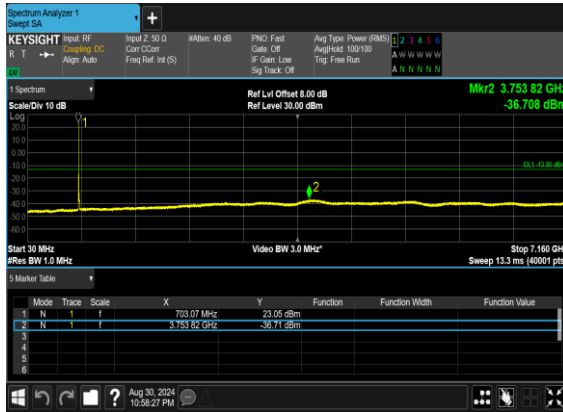 Spectrum Analyzer 1
Swept SA
+
KEYSIGHT Input: RF Input Z: 50 Ω #Atten: 40 dB PNO: Fast Avg Type: Power (RMS) 1 2 3 4 5 6
R T Coupling: DC Corr CCorr Gate: Off Avg|Hold: 100/100 A W W W W W
Align: Auto Freq Ref: Int (S) IF Gain: Low Trig: Free Run
LU Sig Track: Off A N N N N N
1 Spectrum Ref Lvl Offset 8.00 dB Mkr2 3.753 82 GHz
Scale/Div 10 dB Ref Level 30.00 dBm -36.708 dBm
Log
1
20.0
10.0
0.00
-10.0
DL1 -13.00 dBm
-20.0
-30.0
2
-40.0
-50.0
-60.0
Start 30 MHz Video BW 3.0 MHz* Stop 7.160 GHz
#Res BW 1.0 MHz Sweep 13.3 ms (40001 pts)
5 Marker Table
Mode Trace Scale X Y Function Function Width Function Value
1 N 1 f 703.07 MHz 23.05 dBm
2 N 1 f 3.753 82 GHz -36.71 dBm
3
4
5
6
? Aug 30, 2024
10:58:27 PM